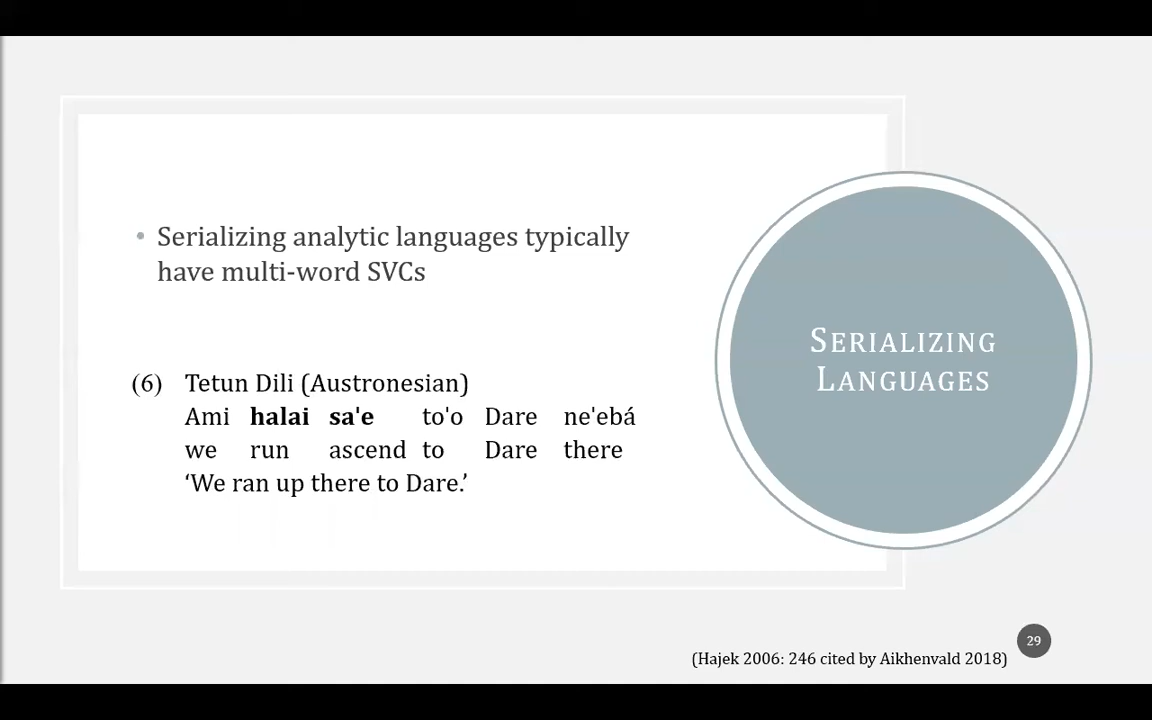 • Serializing analytic languages typically
have multi-word SVCs
(6) Tetun Dili (Austronesian)
Ami halai sa'e to'o Dare ne'ebá
we run ascend to Dare there
‘We ran up there to Dare.’
SERIALIZING
LANGUAGES
29
(Hajek 2006: 246 cited by Aikhenvald 2018)